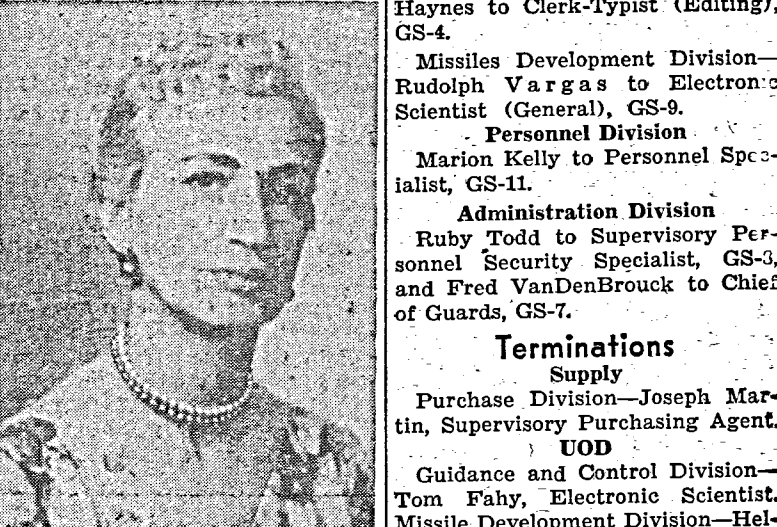 Haynes to Clerk-Typist (Editing),
GS-4.
Missiles Development Division—
Rudolph Vargas to Electronic
Scientist (General), GS-9.
Personnel Division
Marion Kelly to Personnel Spec-
ialist, GS-11.
Administration Division
Ruby Todd to Supervisory Per-
sonnel Security Specialist, GS-3,
and Fred VanDenBrouck to Chief
of Guards, GS-7.
Terminations
Supply
Purchase Division—Joseph Mar-
tin, Supervisory Purchasing Agent.
UOD
Guidance and Control Division—
Tom Fahy, Electronic Scientist.
Missile Development Division—Hel-